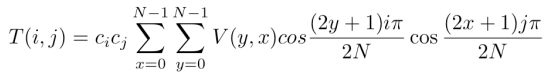 T(i, j) = c_i c_j \sum_{x=0}^{N-1} \sum_{y=0}^{N-1} V(y, x) cos \frac{(2y + 1)i\pi}{2N} \cos \frac{(2x + 1)j\pi}{2N}